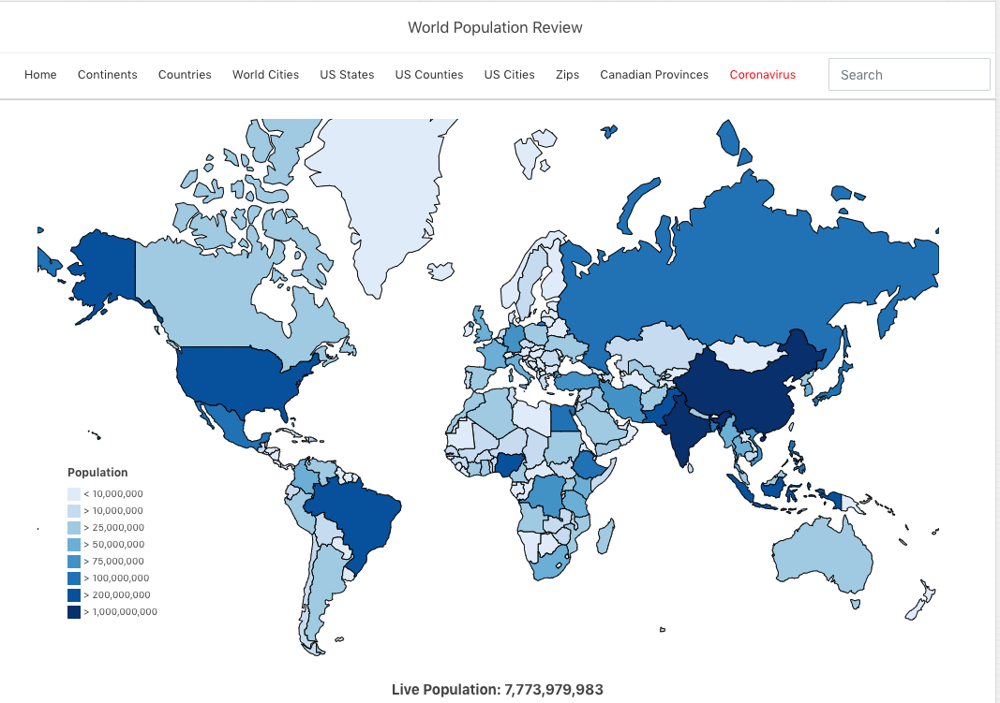 World Population Review
Home Continents Countries World Cities US States US Counties US Cities Zips Canadian Provinces Coronavirus Search
Population
< 10,000,000
> 10,000,000
> 25,000,000
> 50,000,000
> 75,000,000
> 100,000,000
> 200,000,000
> 1,000,000,000
Live Population: 7,773,979,983